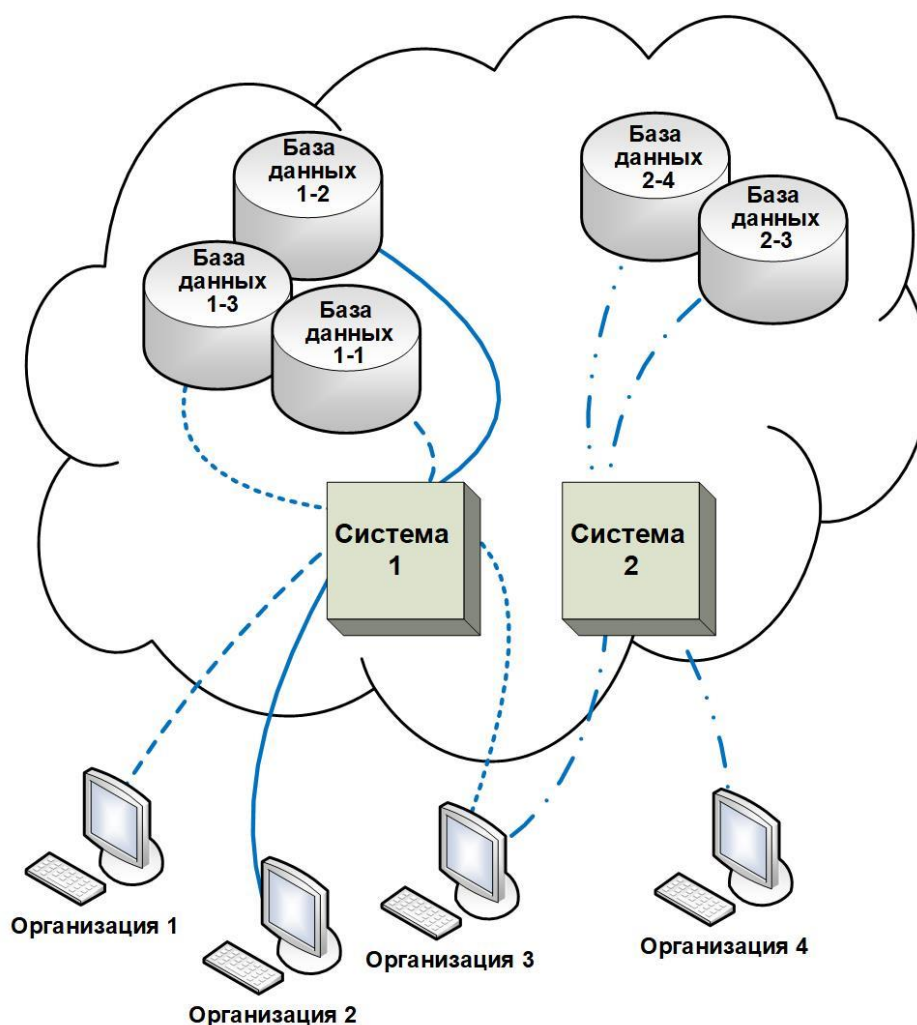 База
данных
1-2
База
данных
2-4
База
данных
2-3
База
данных
1-3
База
данных
1-1
Система
1
Система
2
Организация 1
Организация 2
Организация 3
Организация 4